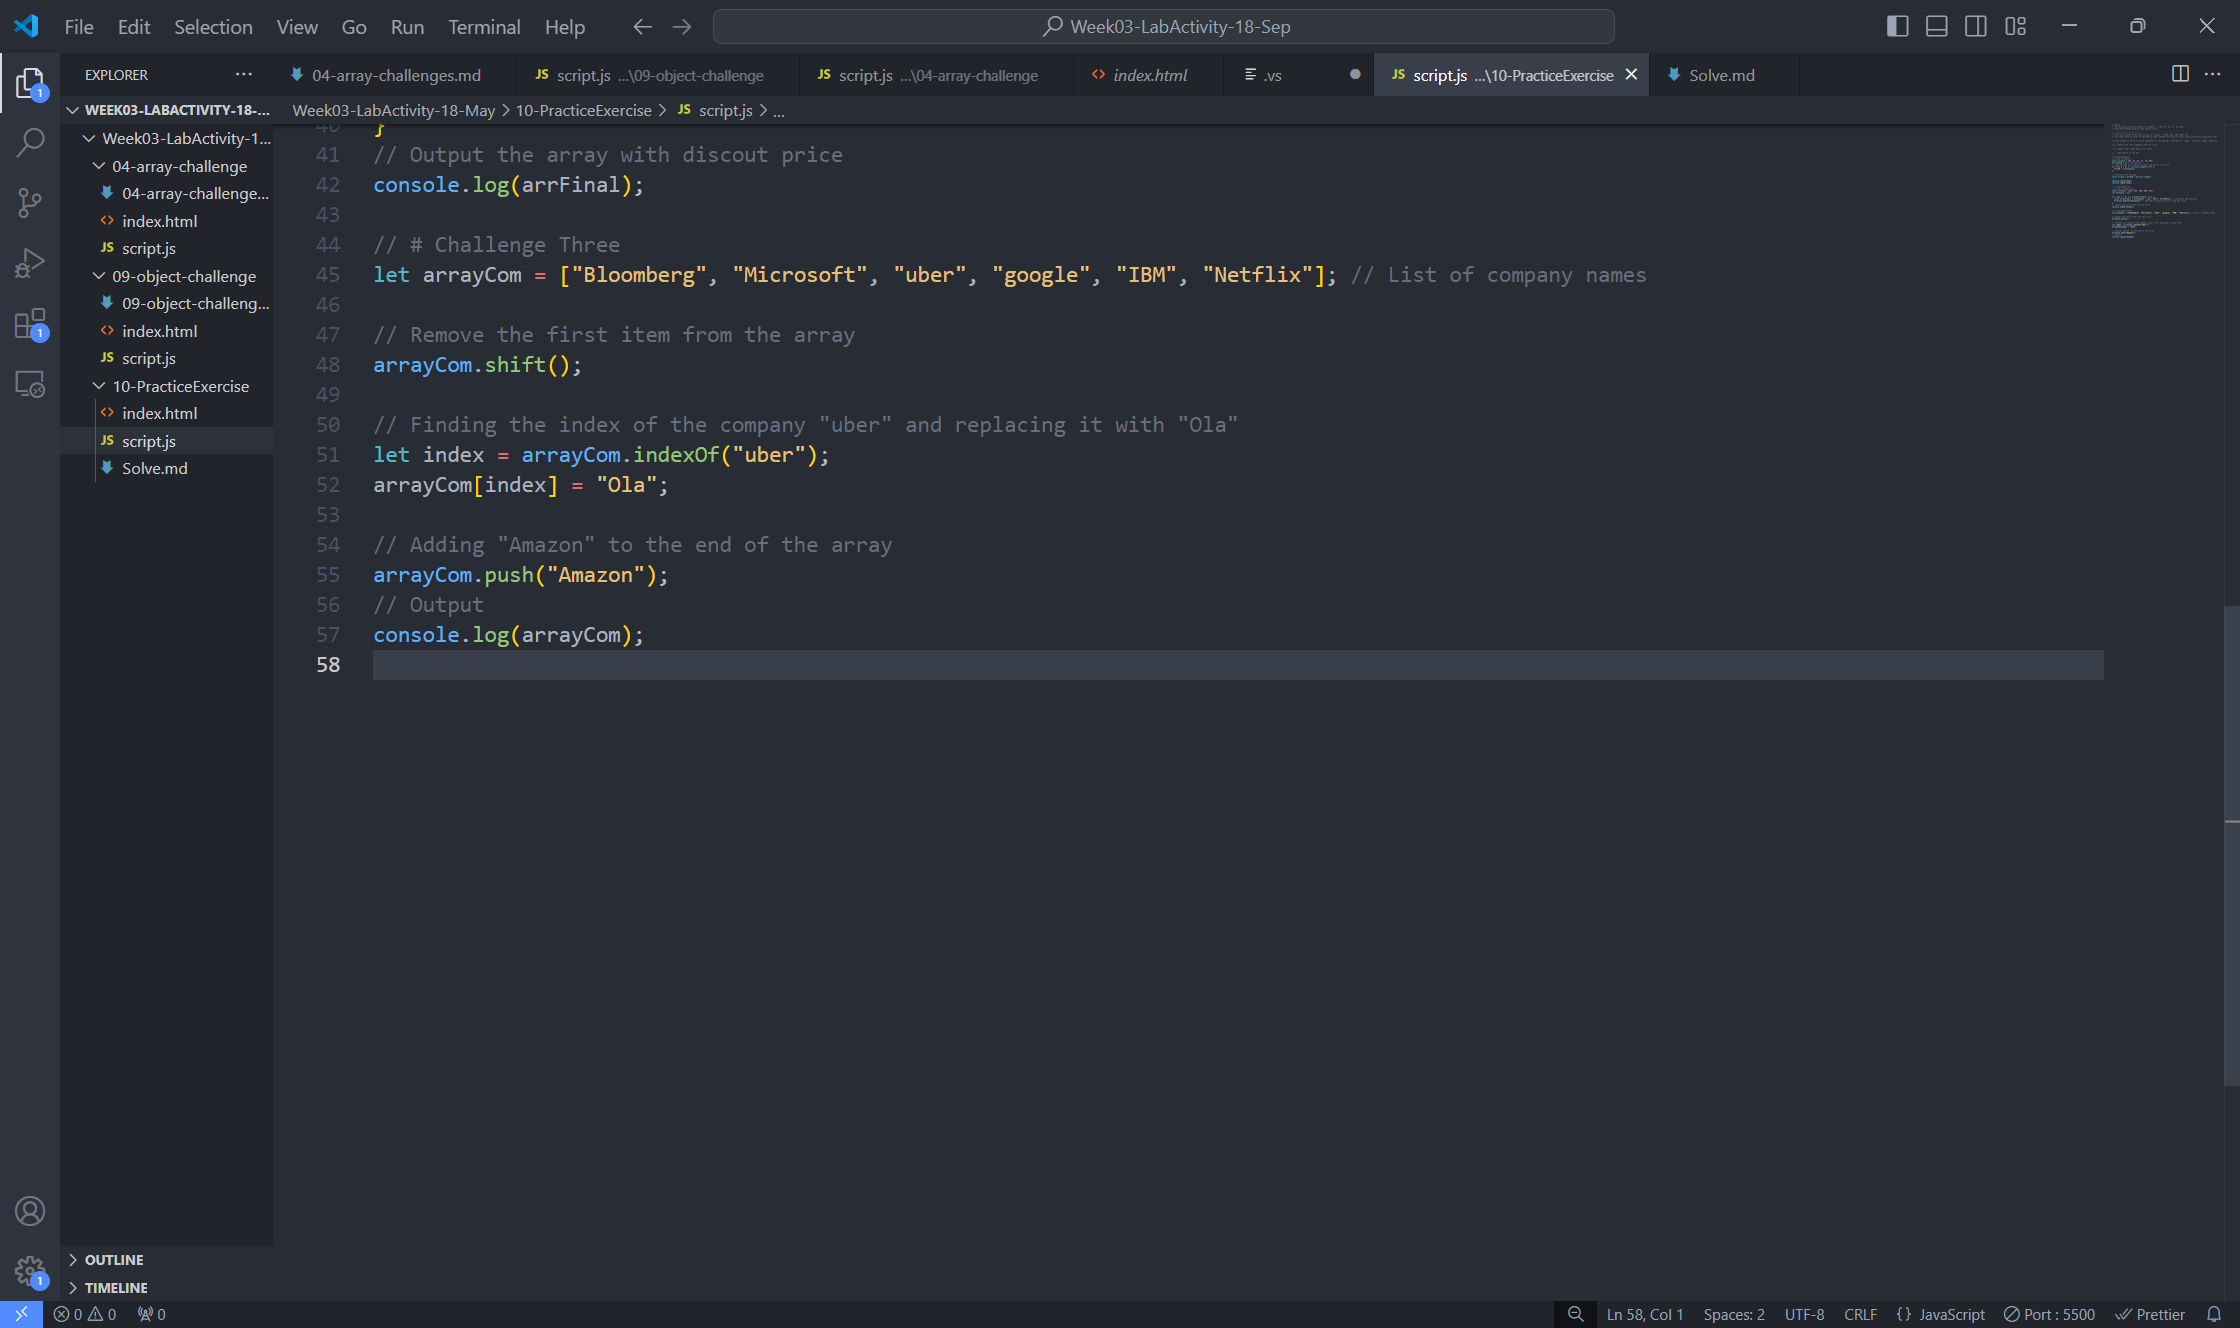 File Edit Selection View Go Run Terminal Help
Week03-LabActivity-18-Sep
EXPLORER
04-array-challenges.md
JS script.js ...\09-object-challenge
JS script.js ...\04-array-challenge
<> index.html
.vs
JS script.js ...\10-PracticeExercise
Solve.md
WEEK03-LABACTIVITY-18-...
Week03-LabActivity-1...
04-array-challenge
04-array-challenge...
<> index.html
JS script.js
09-object-challenge
09-object-challeng...
<> index.html
JS script.js
10-PracticeExercise
<> index.html
JS script.js
Solve.md
OUTLINE
TIMELINE
Week03-LabActivity-18-May > 10-PracticeExercise > JS script.js > ...
40 }
41 // Output the array with discout price
42 console.log(arrFinal);
43
44 // # Challenge Three
45 let arrayCom = ["Bloomberg", "Microsoft", "uber", "google", "IBM", "Netflix"]; // List of company names
46
47 // Remove the first item from the array
48 arrayCom.shift();
49
50 // Finding the index of the company "uber" and replacing it with "Ola"
51 let index = arrayCom.indexOf("uber");
52 arrayCom[index] = "Ola";
53
54 // Adding "Amazon" to the end of the array
55 arrayCom.push("Amazon");
56 // Output
57 console.log(arrayCom);
58
1
1
1
0 0 0
Ln 58, Col 1 Spaces: 2 UTF-8 CRLF {} JavaScript Port : 5500 Prettier